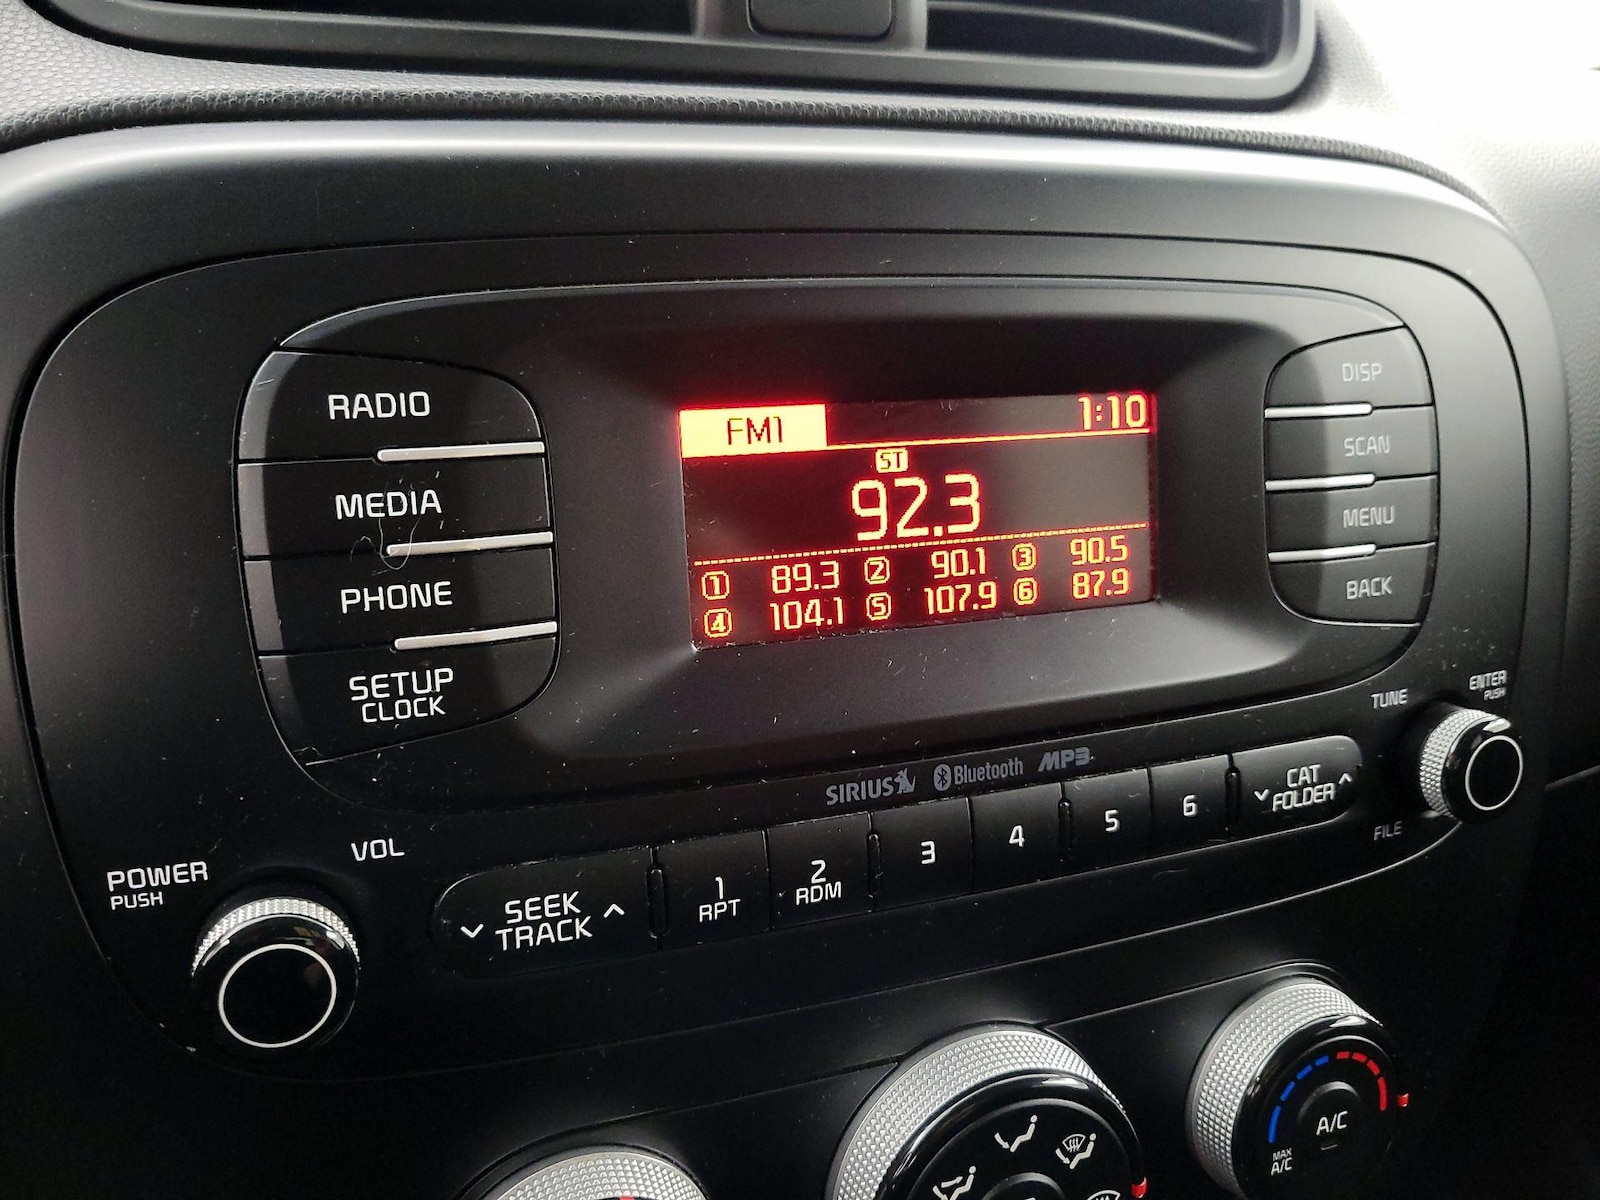 RADIO
MEDIA
PHONE
SETUP
CLOCK
FM1 1:10
ST
92.3
1 89.3 2 90.1 3 90.5
4 104.1 5 107.9 6 87.9
DISP
SCAN
MENU
BACK
SIRIUS Bluetooth MP3
TUNE
ENTER
PUSH
FILE
POWER
PUSH
VOL
SEEK
TRACK
1
RPT
2
RDM
3
4
5
6
CAT
FOLDER
A/C
MAX
A/C